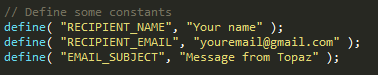 // Define some constants
define( "RECIPIENT_NAME", "Your name" );
define( "RECIPIENT_EMAIL", "youremail@gmail.com" );
define( "EMAIL_SUBJECT", "Message from Topaz" );